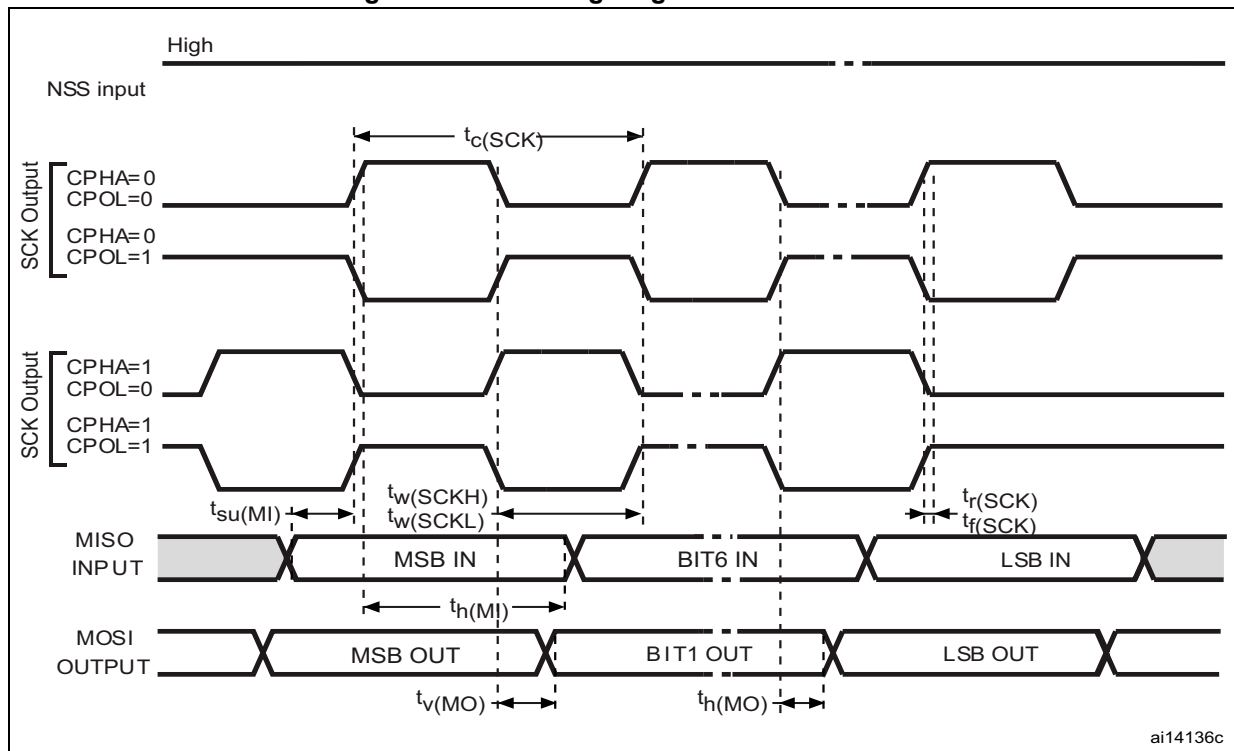 High
NSS input
tc(SCK)
SCK Output
CPHA=0
CPOL=0
CPHA=0
CPOL=1
SCK Output
CPHA=1
CPOL=0
CPHA=1
CPOL=1
tsu(MI)
tw(SCKH)
tw(SCKL)
tr(SCK)
tf(SCK)
MISO
INPUT
MSB IN
BIT6 IN
LSB IN
th(MI)
MOSI
OUTPUT
MSB OUT
BIT1 OUT
LSB OUT
tv(MO)
th(MO)
ai14136c